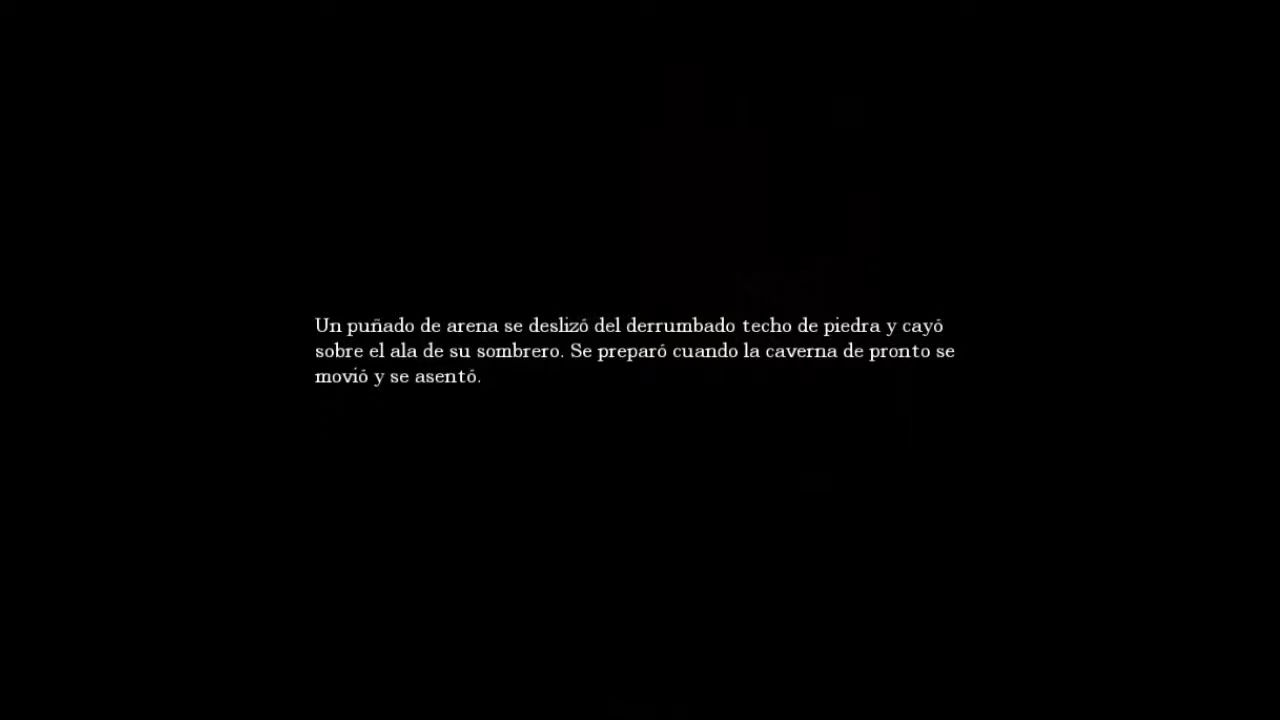 Un puñado de arena se deslizó del derrumbado techo de piedra y cayó
sobre el ala de su sombrero. Se preparó cuando la caverna de pronto se
movió y se asentó.